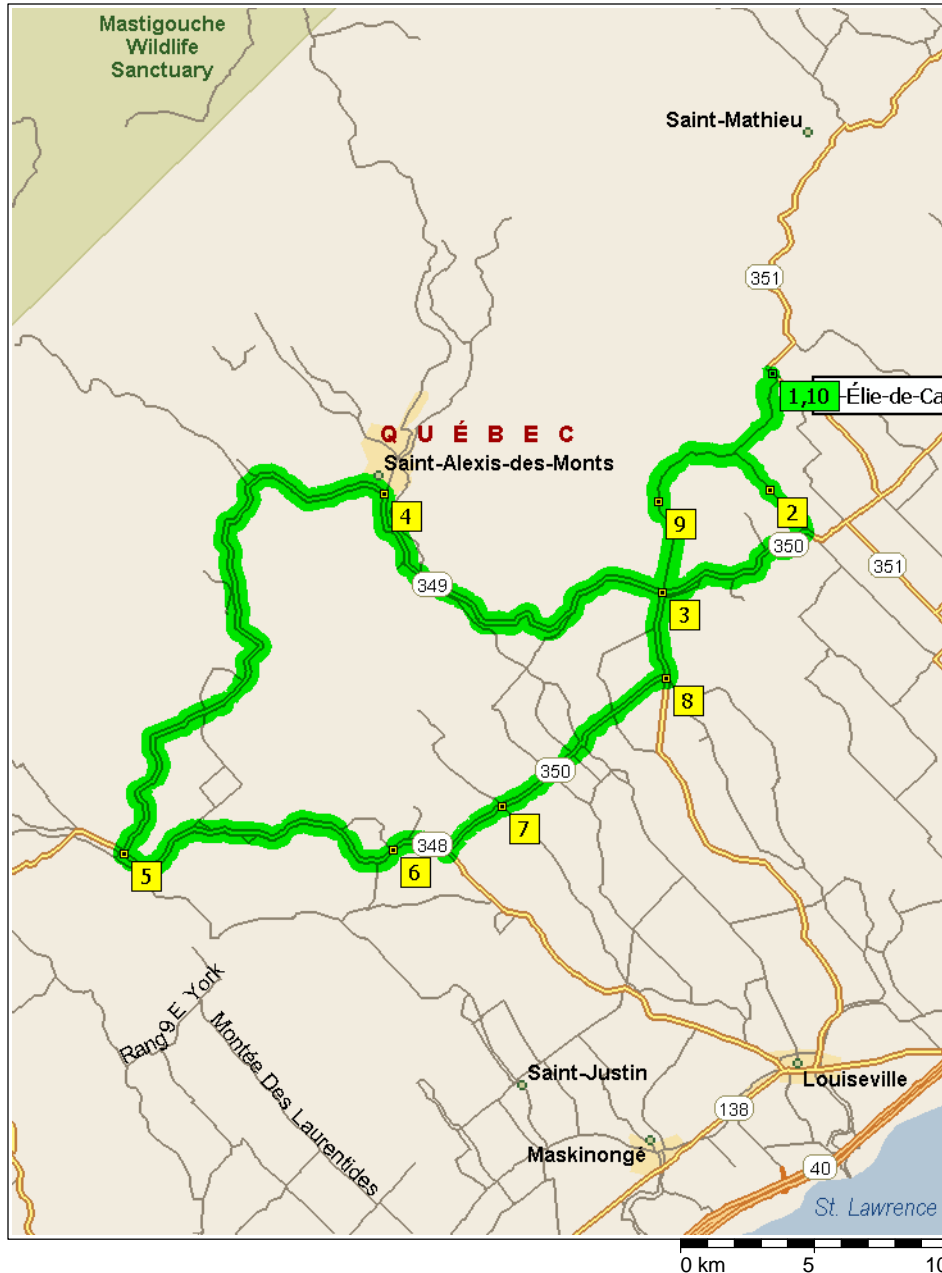 Mastigouche
Wildlife
Sanctuary
Saint-Mathieu
351
1,10
-Élie-de-Ca
QUÉBEC
Saint-Alexis-des-Monts
4
9
2
350
351
349
3
8
350
7
348
6
5
Rang 9 E York
Montée Des Laurentides
Saint-Justin
Louiseville
138
Maskinongé
40
St. Lawrence
0 km 5 10